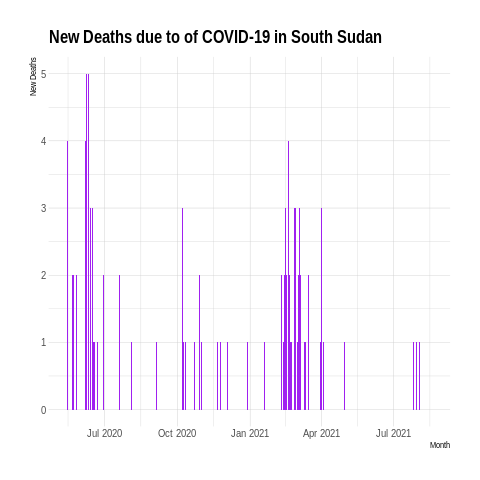 New Deaths due to of COVID-19 in South Sudan
New Deaths
5
4
3
2
1
0
Jul 2020 Oct 2020 Jan 2021 Apr 2021 Jul 2021
Month